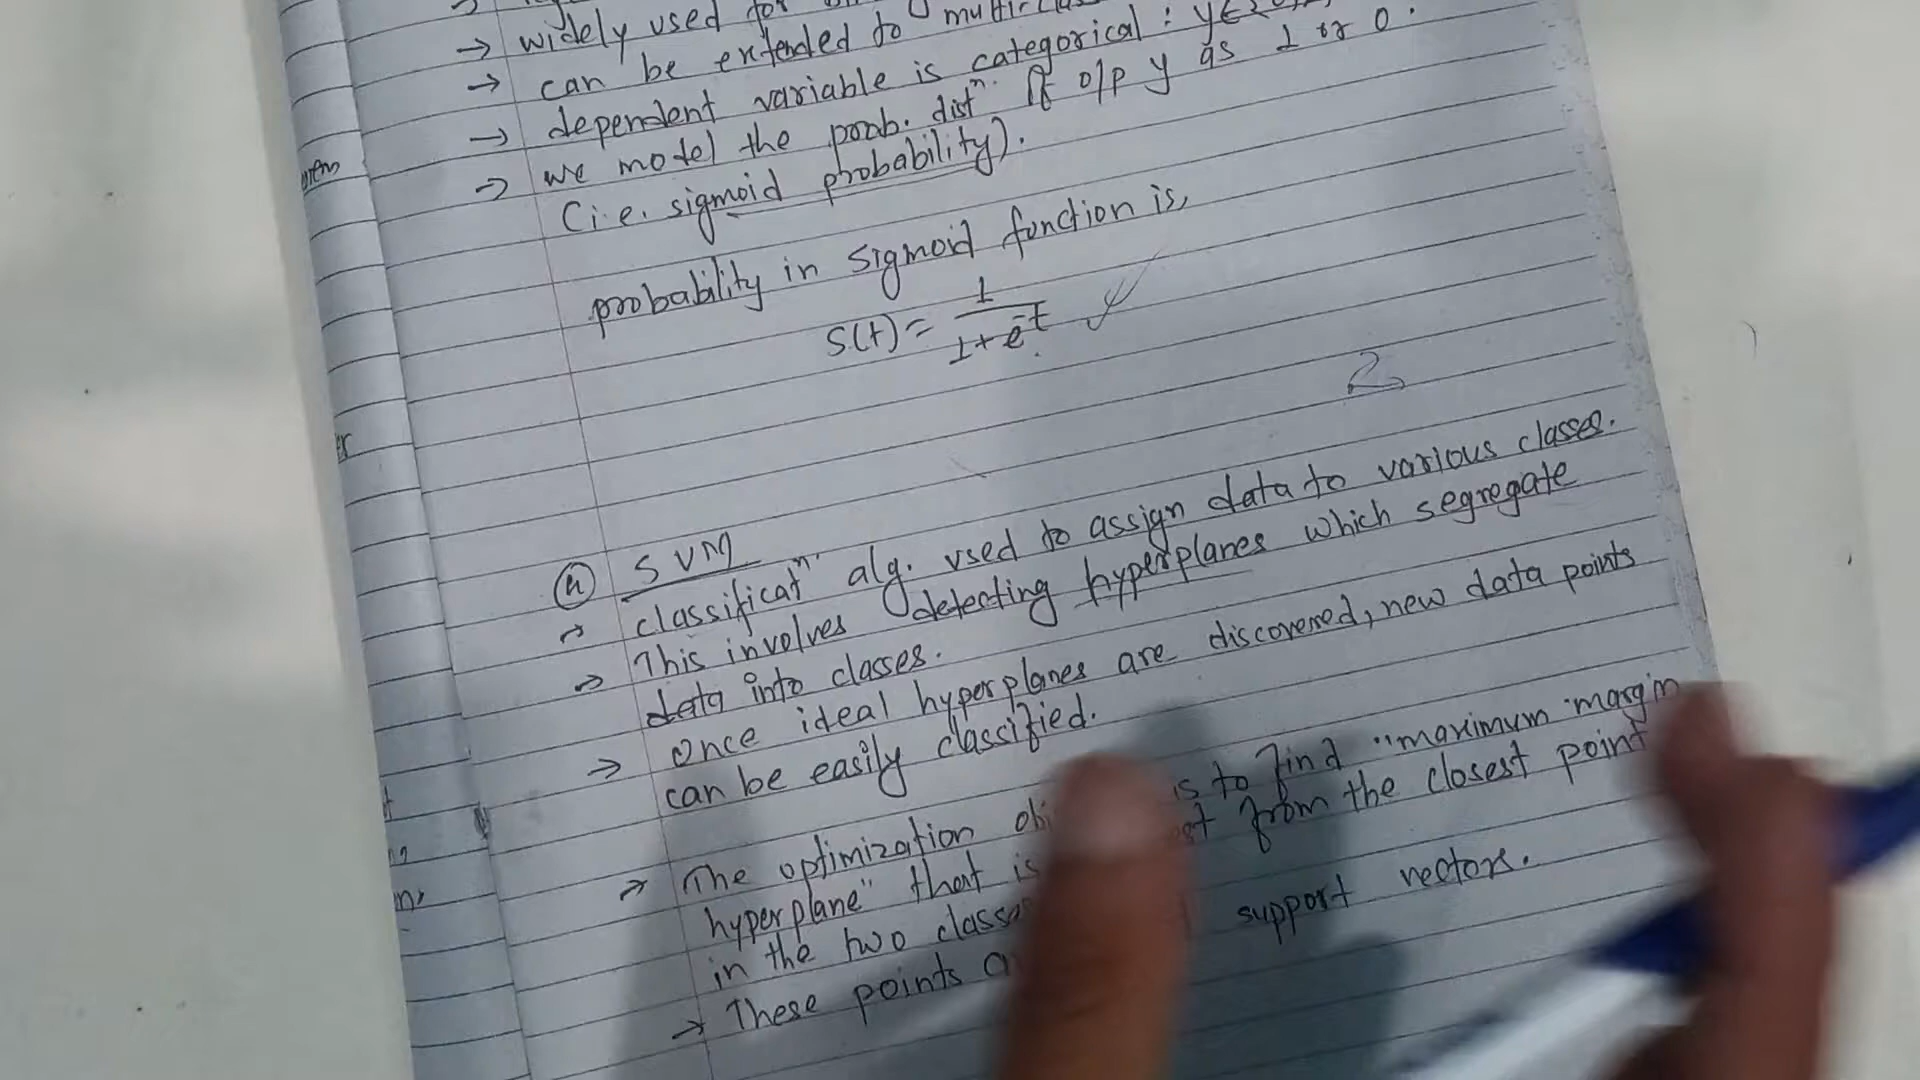 → widely used for
→ can be extended to multi-class
→ dependent variable is categorical : y∈
→ we model the prob. distⁿ. If o/p y as 1 or 0.
(i.e. sigmoid probability).
probability in sigmoid function is,
S(t) = 1 / 1+e^-t
2
(h) SVM
→ classificatⁿ. alg. used to assign data to various classes.
→ This involves detecting hyperplanes which segregate
data into classes.
→ Once ideal hyperplanes are discovered, new data points
can be easily classified.
→ The optimization is to find "maximum margin
hyperplane" that is from the closest point
in the two
→ These points support vectors.